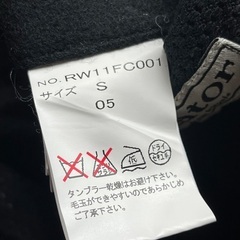 NO. RW11FC001
サイズ S
05
ドライ
タンブラー乾燥はお避け下さい。
毛玉等ができやすいのであらかじめ
ご了承下さい。